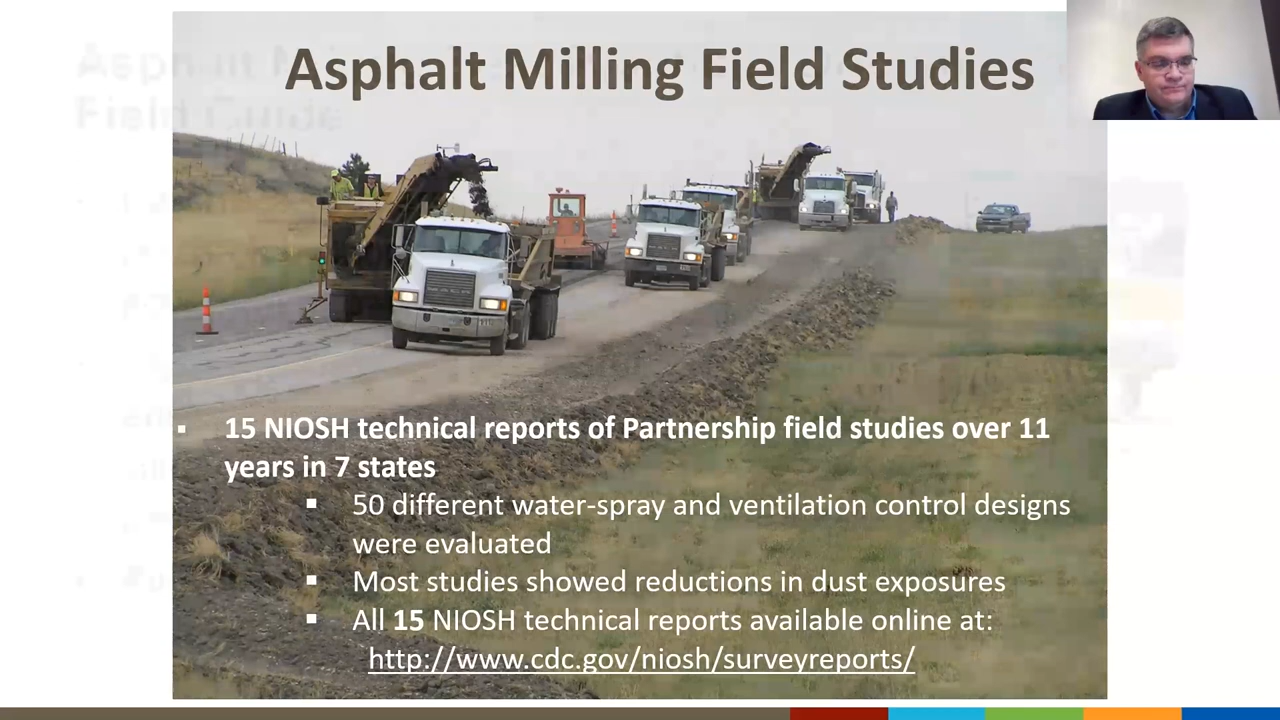 Asphalt Milling Field Studies
15 NIOSH technical reports of Partnership field studies over 11
years in 7 states
50 different water-spray and ventilation control designs
were evaluated
Most studies showed reductions in dust exposures
All 15 NIOSH technical reports available online at:
http://www.cdc.gov/niosh/surveyreports/